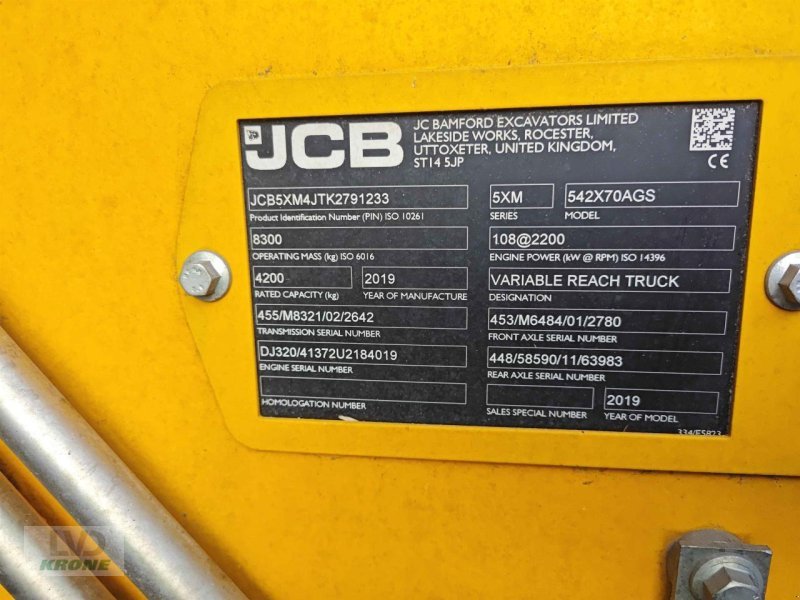 JCB
JC BAMFORD EXCAVATORS LIMITED
LAKESIDE WORKS, ROCESTER,
UTTOXETER, UNITED KINGDOM,
ST14 5JP
CE
JCB5XM4JTK2791233
Product Identification Number (PIN) ISO 10261
5XM
SERIES
542X70AGS
MODEL
8300
OPERATING MASS (kg) ISO 6016
108@2200
ENGINE POWER (kW @ RPM) ISO 14396
4200
RATED CAPACITY (kg)
2019
YEAR OF MANUFACTURE
VARIABLE REACH TRUCK
DESIGNATION
455/M8321/02/2642
TRANSMISSION SERIAL NUMBER
453/M6484/01/2780
FRONT AXLE SERIAL NUMBER
DJ320/41372U2184019
ENGINE SERIAL NUMBER
448/58590/11/63983
REAR AXLE SERIAL NUMBER
HOMOLOGATION NUMBER
SALES SPECIAL NUMBER
2019
YEAR OF MODEL
334/E5823
LVD
KRONE